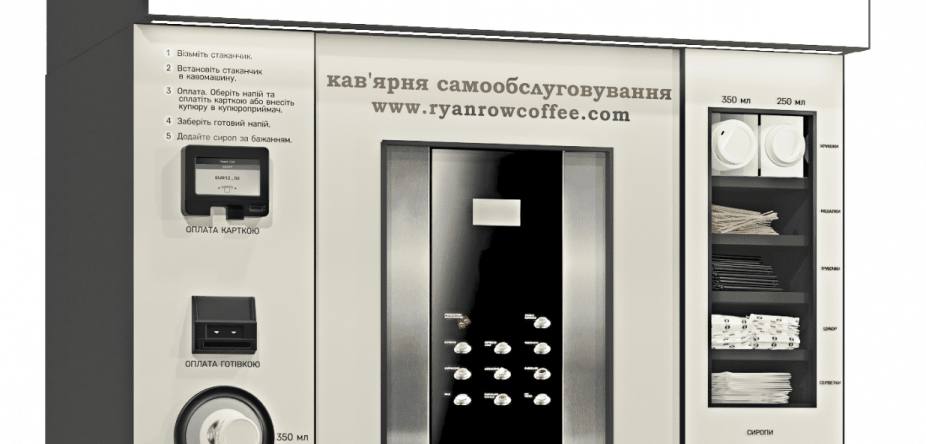 1 Візьміть стаканчик.
2 Встановіть стаканчик
в кавомашину.
3 Оплата. Оберіть напій та
сплатіть карткою або внесіть
купюру в купюроприймач.
4 Заберіть готовий напій.
5 Додайте сироп за бажанням.
ОПЛАТА КАРТКОЮ
ОПЛАТА ГОТІВКОЮ
350 мл
кав'ярня самообслуговування
www.ryanrowcoffee.com
350 мл 250 мл
КРИШКИ
МІШАЛКИ
ТРУБОЧКИ
ЦУКОР
СЕРВЕТКИ
СИРОПИ